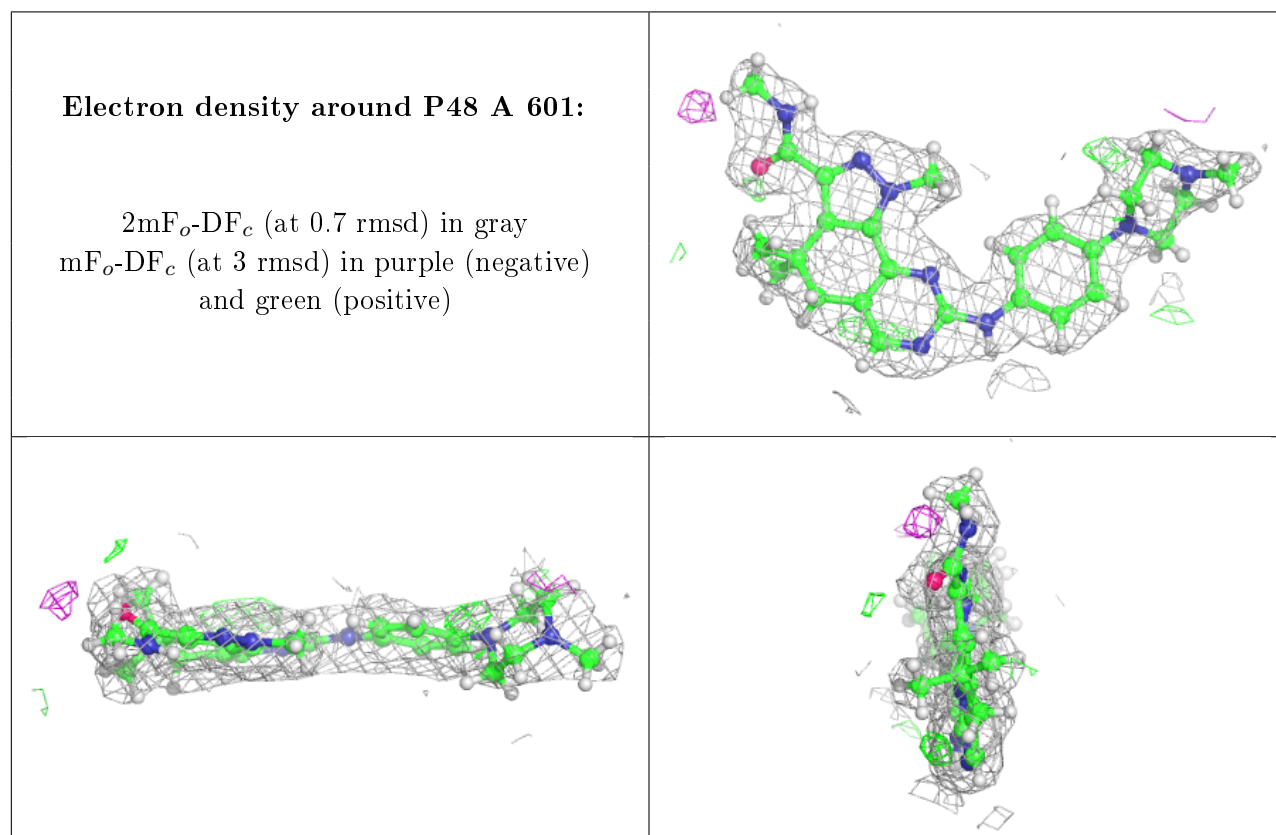 Electron density around P48 A 601:
2mFₒ-DF𝒸 (at 0.7 rmsd) in gray
mFₒ-DF𝒸 (at 3 rmsd) in purple (negative)
and green (positive)